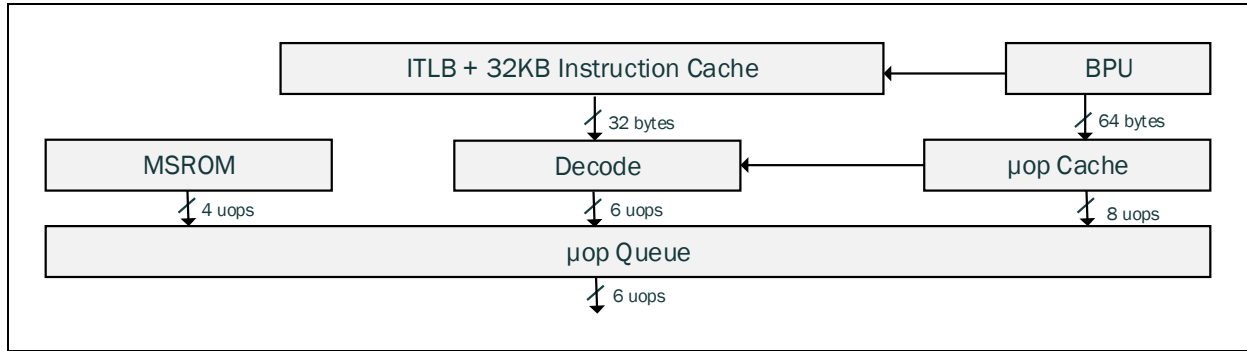 ITLB + 32KB Instruction Cache
BPU
32 bytes
64 bytes
MSROM
Decode
µop Cache
4 uops
6 uops
8 uops
µop Queue
6 uops